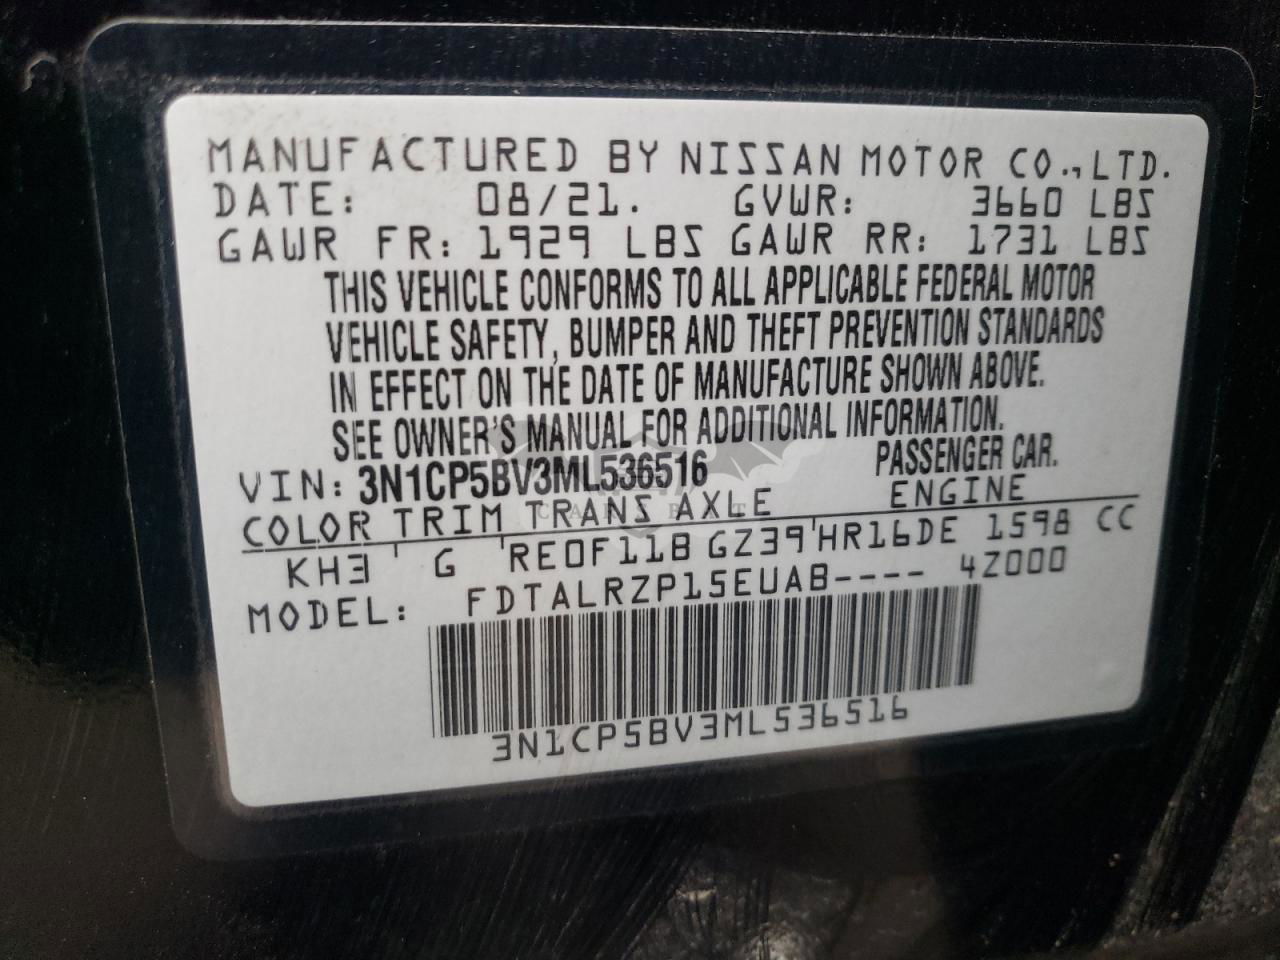 MANUFACTURED BY NISSAN MOTOR CO., LTD.
DATE: 08/21. GVWR: 3660 LBS
GAWR FR: 1929 LBS GAWR RR: 1731 LBS
THIS VEHICLE CONFORMS TO ALL APPLICABLE FEDERAL MOTOR
VEHICLE SAFETY, BUMPER AND THEFT PREVENTION STANDARDS
IN EFFECT ON THE DATE OF MANUFACTURE SHOWN ABOVE.
SEE OWNER'S MANUAL FOR ADDITIONAL INFORMATION.
VIN: 3N1CP5BV3ML536516 PASSENGER CAR.
COLOR TRIM TRANS AXLE ENGINE
KH3 ' G 'RE0F11B GZ39'HR16DE 1598 CC
MODEL: FDTALRZP15EUAB---- 4Z000
3N1CP5BV3ML536516